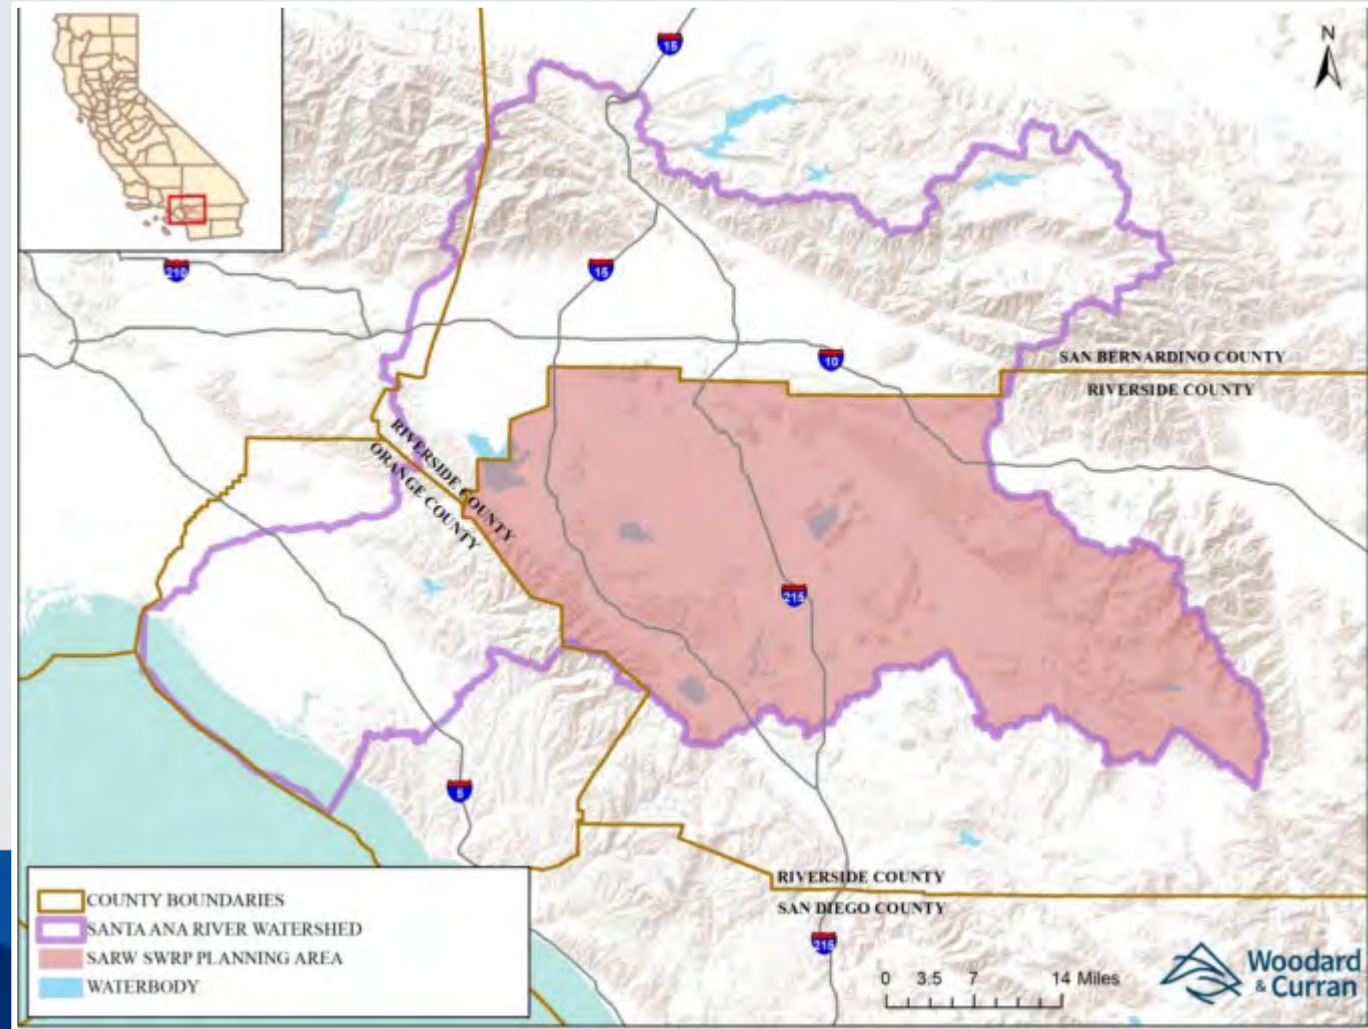 N
15
210
15
10
SAN BERNARDINO COUNTY
RIVERSIDE COUNTY
RIVERSIDE COUNTY
ORANGE COUNTY
215
5
RIVERSIDE COUNTY
SAN DIEGO COUNTY
215
COUNTY BOUNDARIES
SANTA ANA RIVER WATERSHED
SARW SWRP PLANNING AREA
WATERBODY
0 3.5 7 14 Miles
Woodard
& Curran